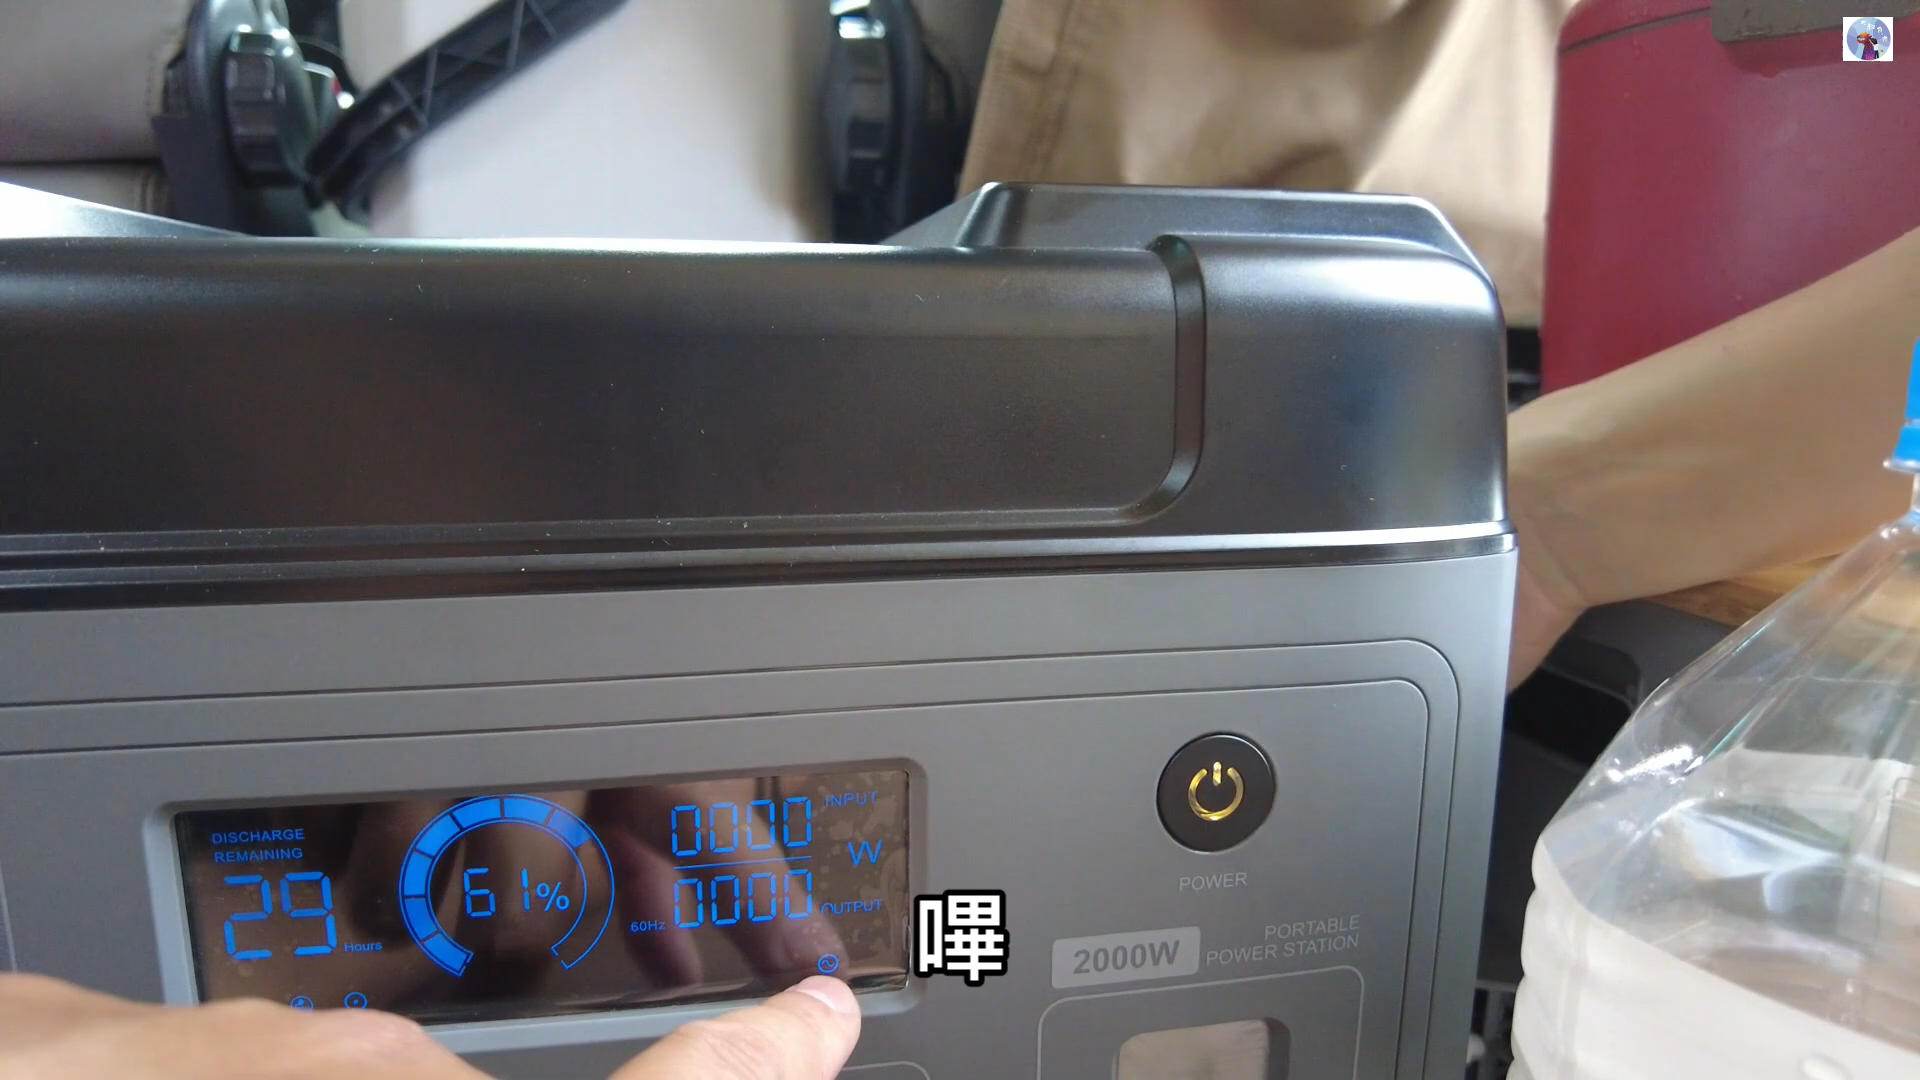 DISCHARGE
REMAINING
29 Hours
61%
0000 INPUT
W
60Hz 0000 OUTPUT
嗶
POWER
2000W
PORTABLE
POWER STATION